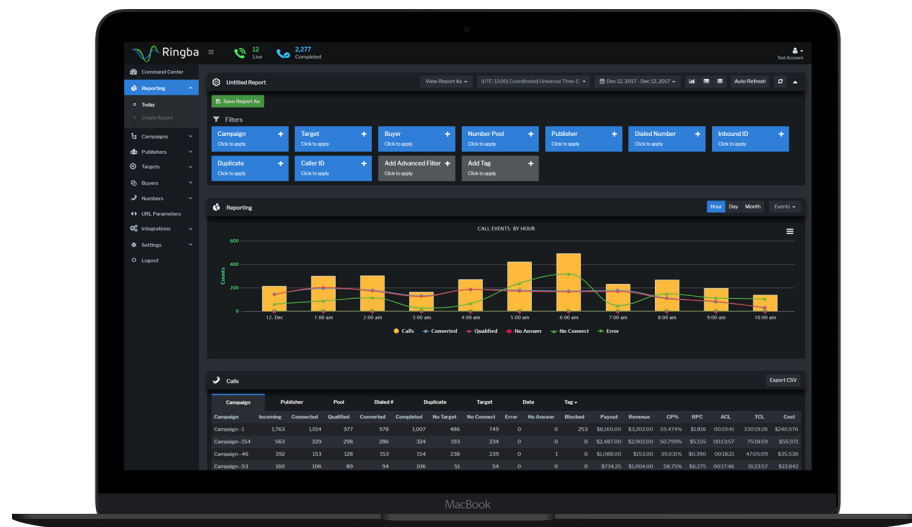 Ringba
12
Live
2,277
Completed
Test Account
Command Center
Reporting
Today
Create Report
Campaigns
Publishers
Targets
Buyers
Numbers
URL Parameters
Integrations
Settings
Logout
Untitled Report
View Report As
(UTC-11:00) Coordinated Universal Time-
Dec 12, 2017 - Dec 12, 2017
Auto Refresh
Save Report As
Filters
Campaign +
Click to apply
Target +
Click to apply
Buyer +
Click to apply
Number Pool +
Click to apply
Publisher +
Click to apply
Dialed Number +
Click to apply
Inbound ID +
Click to apply
Duplicate +
Click to apply
Caller ID +
Click to apply
Add Advanced Filter +
Click to apply
Add Tag +
Click to apply
Reporting
Hour Day Month Events
CALL EVENTS BY HOUR
Counts
600
400
200
0
12. Dec 1:00 am 2:00 am 3:00 am 4:00 am 5:00 am 6:00 am 7:00 am 8:00 am 9:00 am 10:00 am
Calls Converted Qualified No Answer No Connect Error
Calls
Export CSV
Campaign Publisher Pool Dialed # Duplicate Target Date Tag
Campaign Incoming Connected Qualified Converted Completed No Target No Connect Error No Answer Blocked Payout Revenue CP% RPC ACL TCL Cost
Campaign-1 1,763 1,014 977 978 1,007 486 749 0 0 253 $8,160.00 $3,202.00 55.474% $1.816 00:19:41 330:19:26 $240.576
Campaign-154 563 329 298 286 324 193 234 0 0 0 $2,487.00 $2,902.00 50.799% $5.155 00:13:57 75:18:59 $55.971
Campaign-46 392 153 128 153 154 238 239 0 1 0 $1,088.00 $153.00 39.031% $0.390 00:18:21 47:05:09 $35.538
Campaign-53 160 106 89 94 106 51 54 0 0 0 $734.25 $1,004.00 58.75% $6.275 00:17:46 31:23:57 $22.842
MacBook